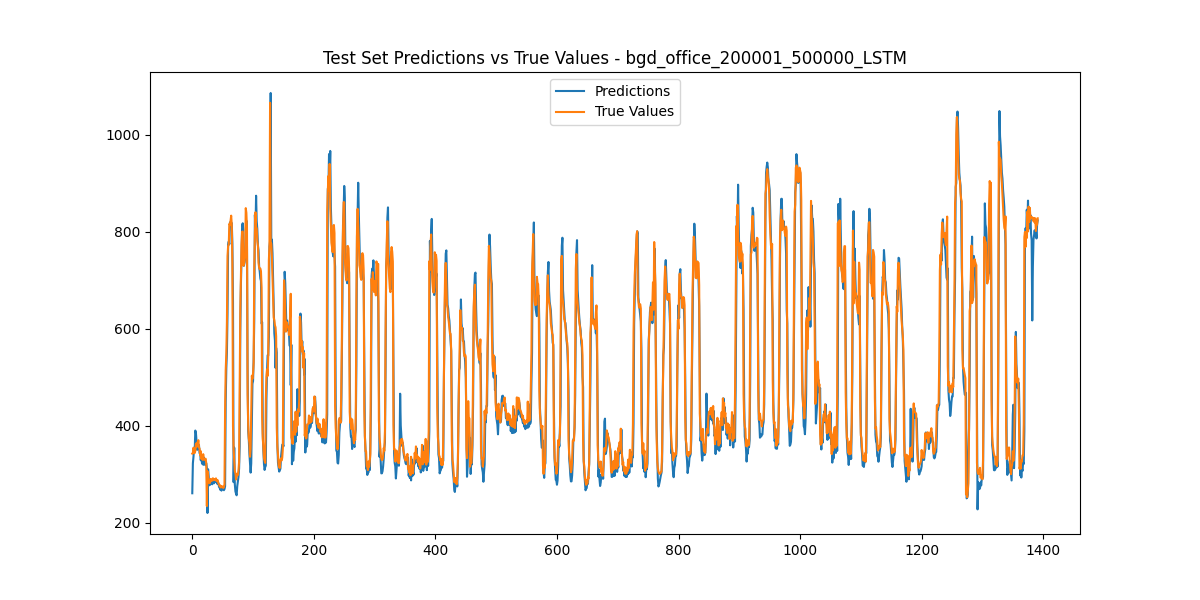 Test Set Predictions vs True Values - bgd_office_200001_500000_LSTM
Predictions
True Values
1000
800
600
400
200
0 200 400 600 800 1000 1200 1400